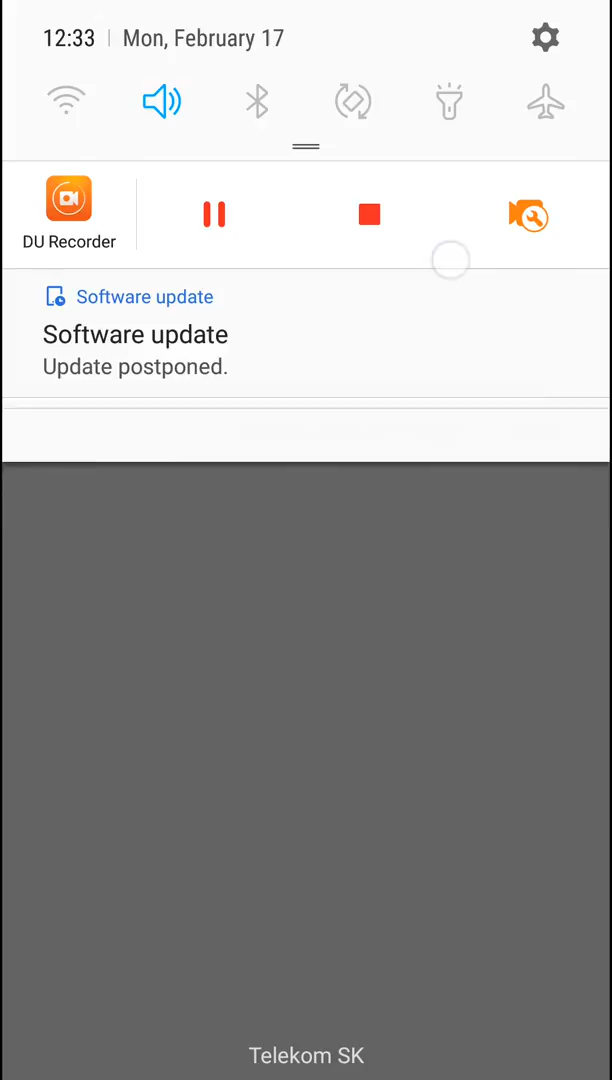 12:33 | Mon, February 17
DU Recorder
Software update
Software update
Update postponed.
Telekom SK